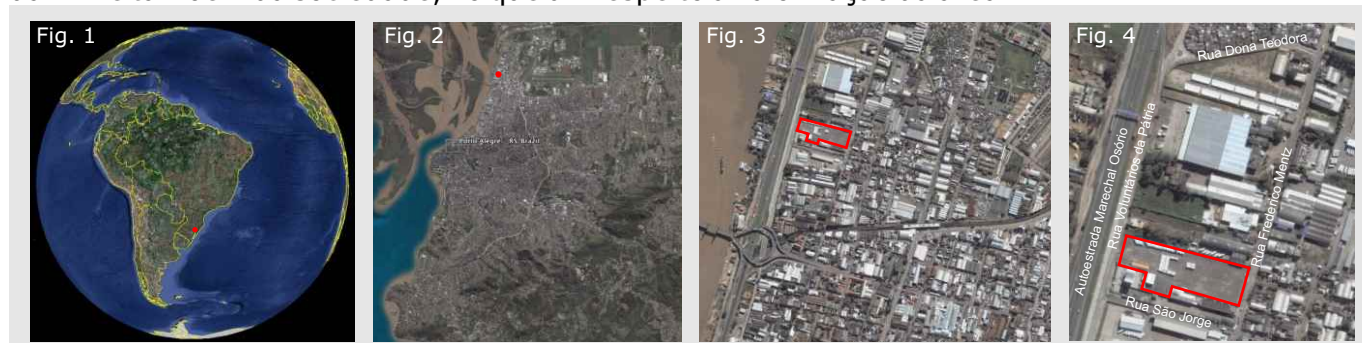 Fig. 1
Fig. 2
Porto Alegre - RS, Brazil
Fig. 3
Fig. 4
Rua Dona Teodora
Autoestrada Marechal Osório
Rua Voluntários da Pátria
Rua Frederico Mentz
Rua São Jorge